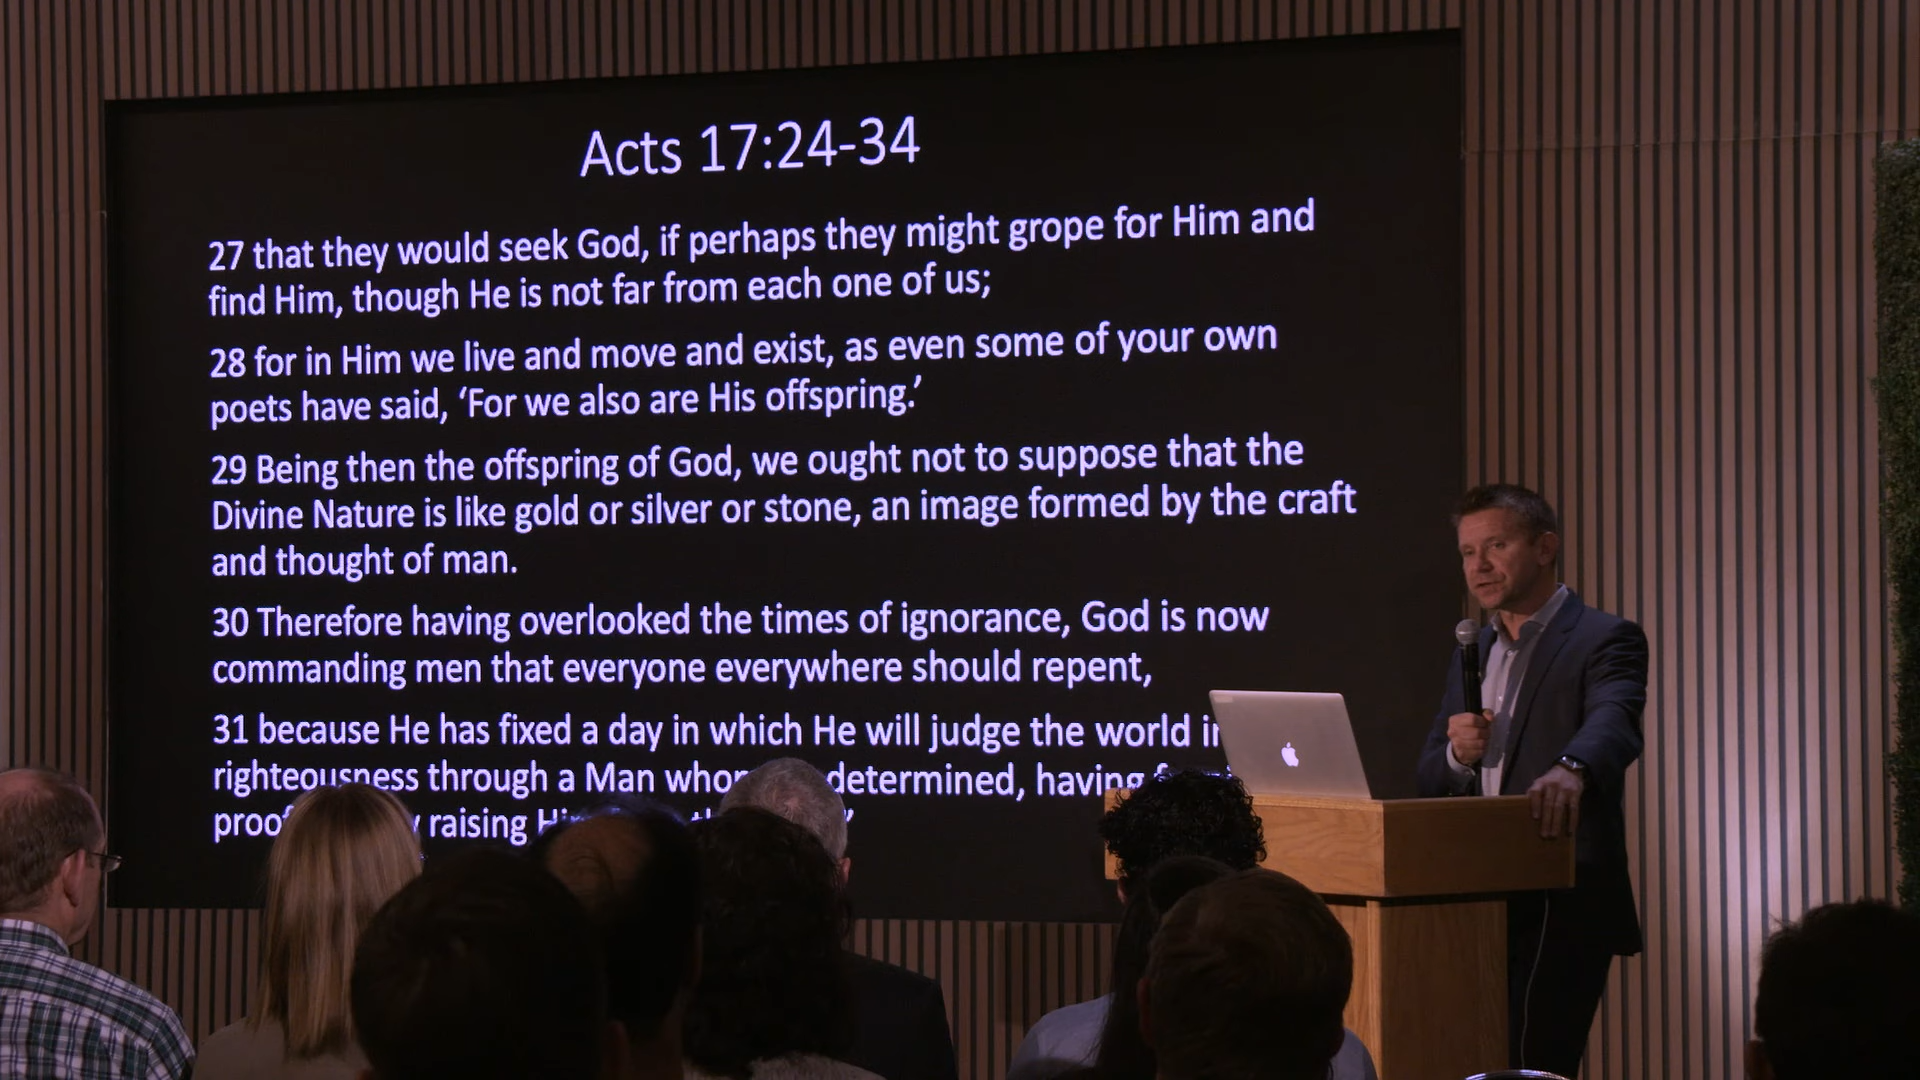 Acts 17:24-34
27 that they would seek God, if perhaps they might grope for Him and
find Him, though He is not far from each one of us;
28 for in Him we live and move and exist, as even some of your own
poets have said, ‘For we also are His offspring.’
29 Being then the offspring of God, we ought not to suppose that the
Divine Nature is like gold or silver or stone, an image formed by the craft
and thought of man.
30 Therefore having overlooked the times of ignorance, God is now
commanding men that everyone everywhere should repent,
31 because He has fixed a day in which He will judge the world
righteousness through a Man determined, having
raising